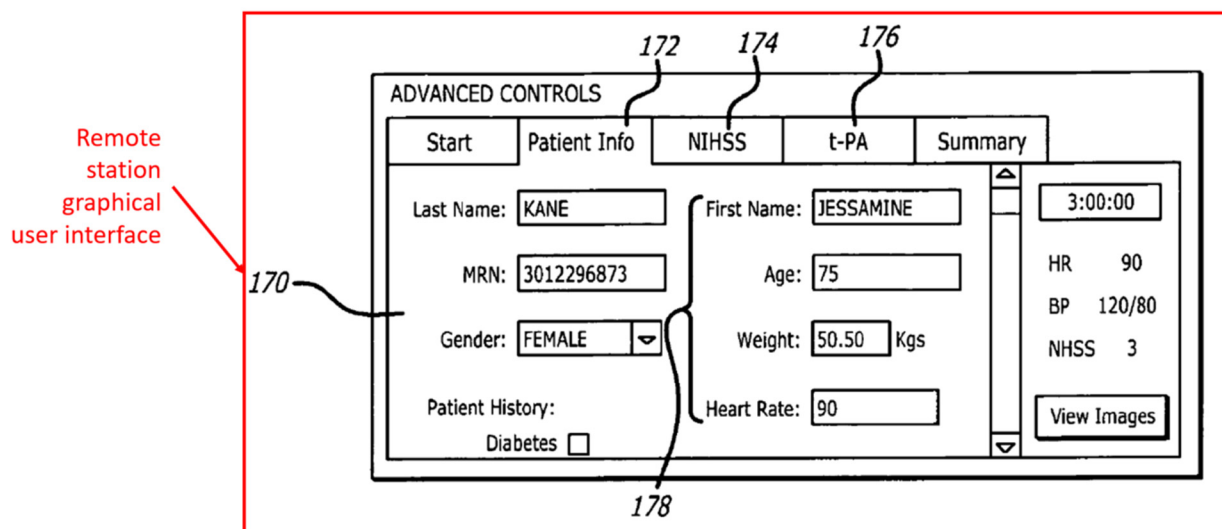 172 174 176
ADVANCED CONTROLS
Start Patient Info NIHSS t-PA Summary
Remote
station
graphical
user interface
170
Last Name: KANE First Name: JESSAMINE 3:00:00
MRN: 3012296873 Age: 75 HR 90
BP 120/80
Gender: FEMALE Weight: 50.50 Kgs
NHSS 3
Patient History: Heart Rate: 90 View Images
Diabetes
178